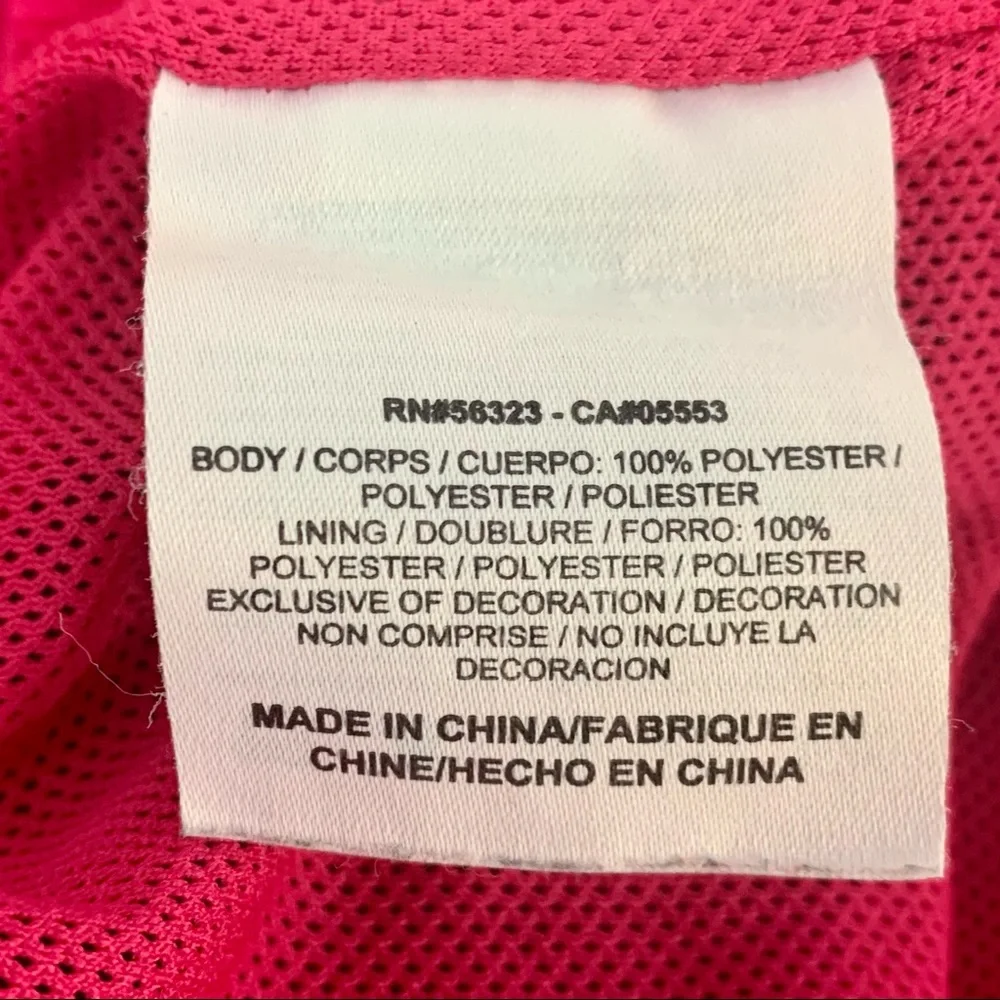 RN#56323 - CA#05553
BODY / CORPS / CUERPO: 100% POLYESTER /
POLYESTER / POLIESTER
LINING / DOUBLURE / FORRO: 100%
POLYESTER / POLYESTER / POLIESTER
EXCLUSIVE OF DECORATION / DECORATION
NON COMPRISE / NO INCLUYE LA
DECORACION
MADE IN CHINA/FABRIQUE EN
CHINE/HECHO EN CHINA